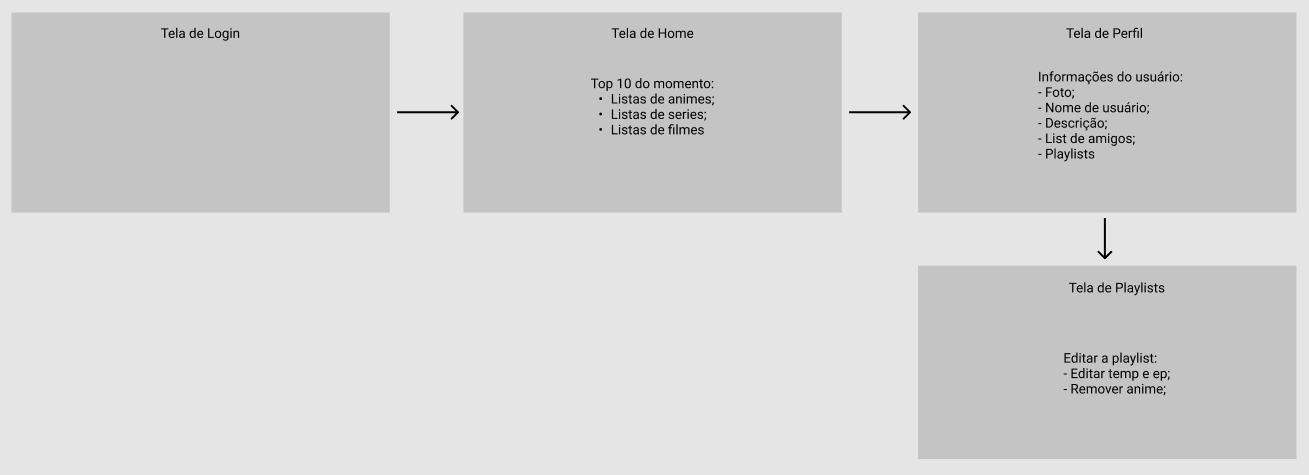 Tela de Login
Tela de Home
Top 10 do momento:
• Listas de animes;
• Listas de series;
• Listas de filmes
Tela de Perfil
Informações do usuário:
- Foto;
- Nome de usuário;
- Descrição;
- List de amigos;
- Playlists
Tela de Playlists
Editar a playlist:
- Editar temp e ep;
- Remover anime;